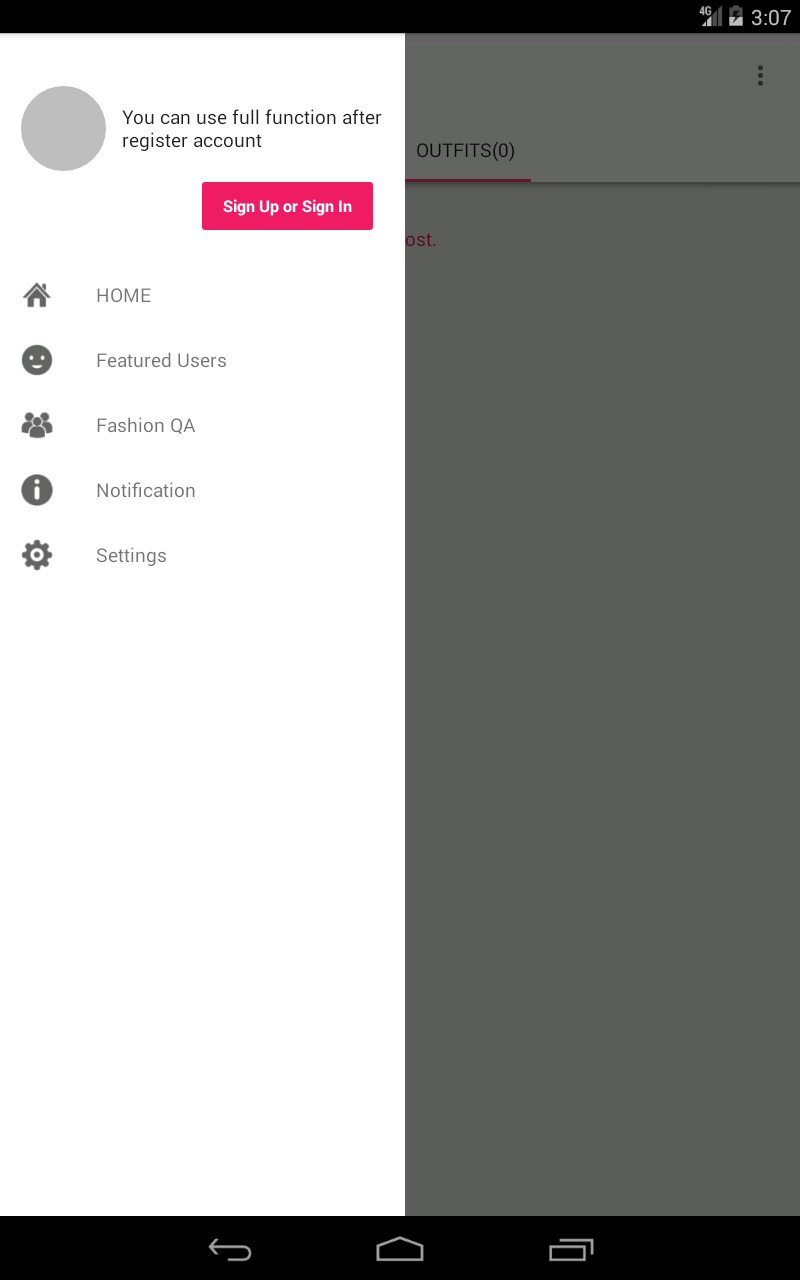 4G 3:07
You can use full function after
register account
OUTFITS(0)
Sign Up or Sign In
ost.
HOME
Featured Users
Fashion QA
Notification
Settings